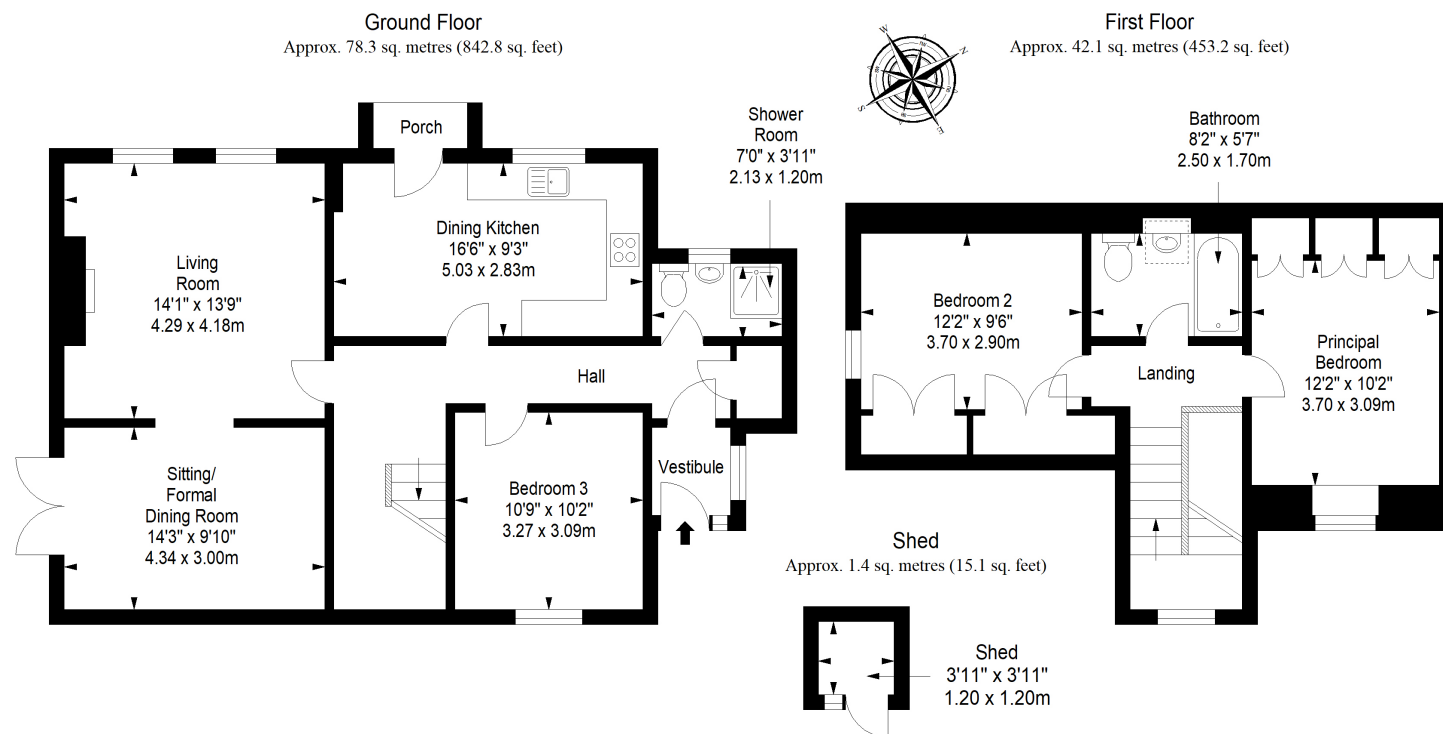 Ground Floor
Approx. 78.3 sq. metres (842.8 sq. feet)
First Floor
Approx. 42.1 sq. metres (453.2 sq. feet)
W
N
S
E
Porch
Shower
Room
7'0" x 3'11"
2.13 x 1.20m
Bathroom
8'2" x 5'7"
2.50 x 1.70m
Dining Kitchen
16'6" x 9'3"
5.03 x 2.83m
Living
Room
14'1" x 13'9"
4.29 x 4.18m
Bedroom 2
12'2" x 9'6"
3.70 x 2.90m
Principal
Bedroom
12'2" x 10'2"
3.70 x 3.09m
Hall
Landing
Sitting/
Formal
Dining Room
14'3" x 9'10"
4.34 x 3.00m
Bedroom 3
10'9" x 10'2"
3.27 x 3.09m
Vestibule
Shed
Approx. 1.4 sq. metres (15.1 sq. feet)
Shed
3'11" x 3'11"
1.20 x 1.20m